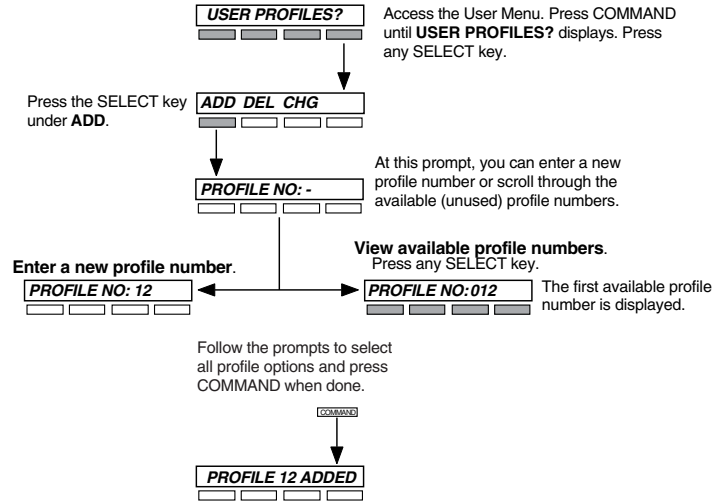 USER PROFILES?
Access the User Menu. Press COMMAND
until USER PROFILES? displays. Press
any SELECT key.
Press the SELECT key
under ADD.
ADD DEL CHG
At this prompt, you can enter a new
profile number or scroll through the
available (unused) profile numbers.
PROFILE NO: -
Enter a new profile number.
PROFILE NO: 12
View available profile numbers.
Press any SELECT key.
PROFILE NO:012
The first available profile
number is displayed.
Follow the prompts to select
all profile options and press
COMMAND when done.
COMMAND
PROFILE 12 ADDED